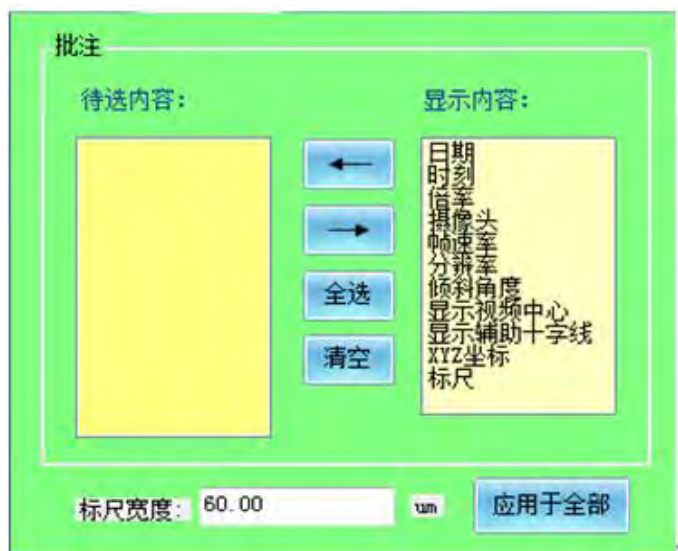 批注
待选内容:
显示内容:
←
→
全选
清空
日期
时刻
倍率
摄像头
帧速率
分辨率
倾斜角度
显示视频中心
显示辅助十字线
XYZ坐标
标尺
标尺宽度: 60.00 um 应用于全部